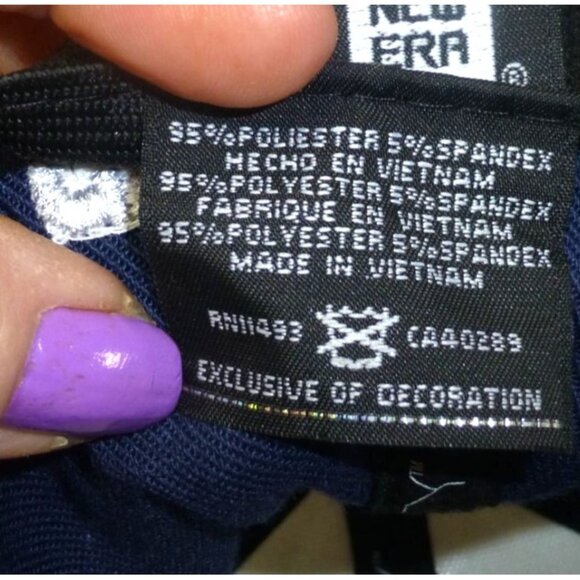 NEW
ERA
®
95%POLIESTER 5%SPANDEX
HECHO EN VIETNAM
95%POLYESTER 5%SPANDEX
FABRIQUE EN VIETNAM
95%POLYESTER 5%SPANDEX
MADE IN VIETNAM
RN11493 CA40289
EXCLUSIVE OF DECORATION